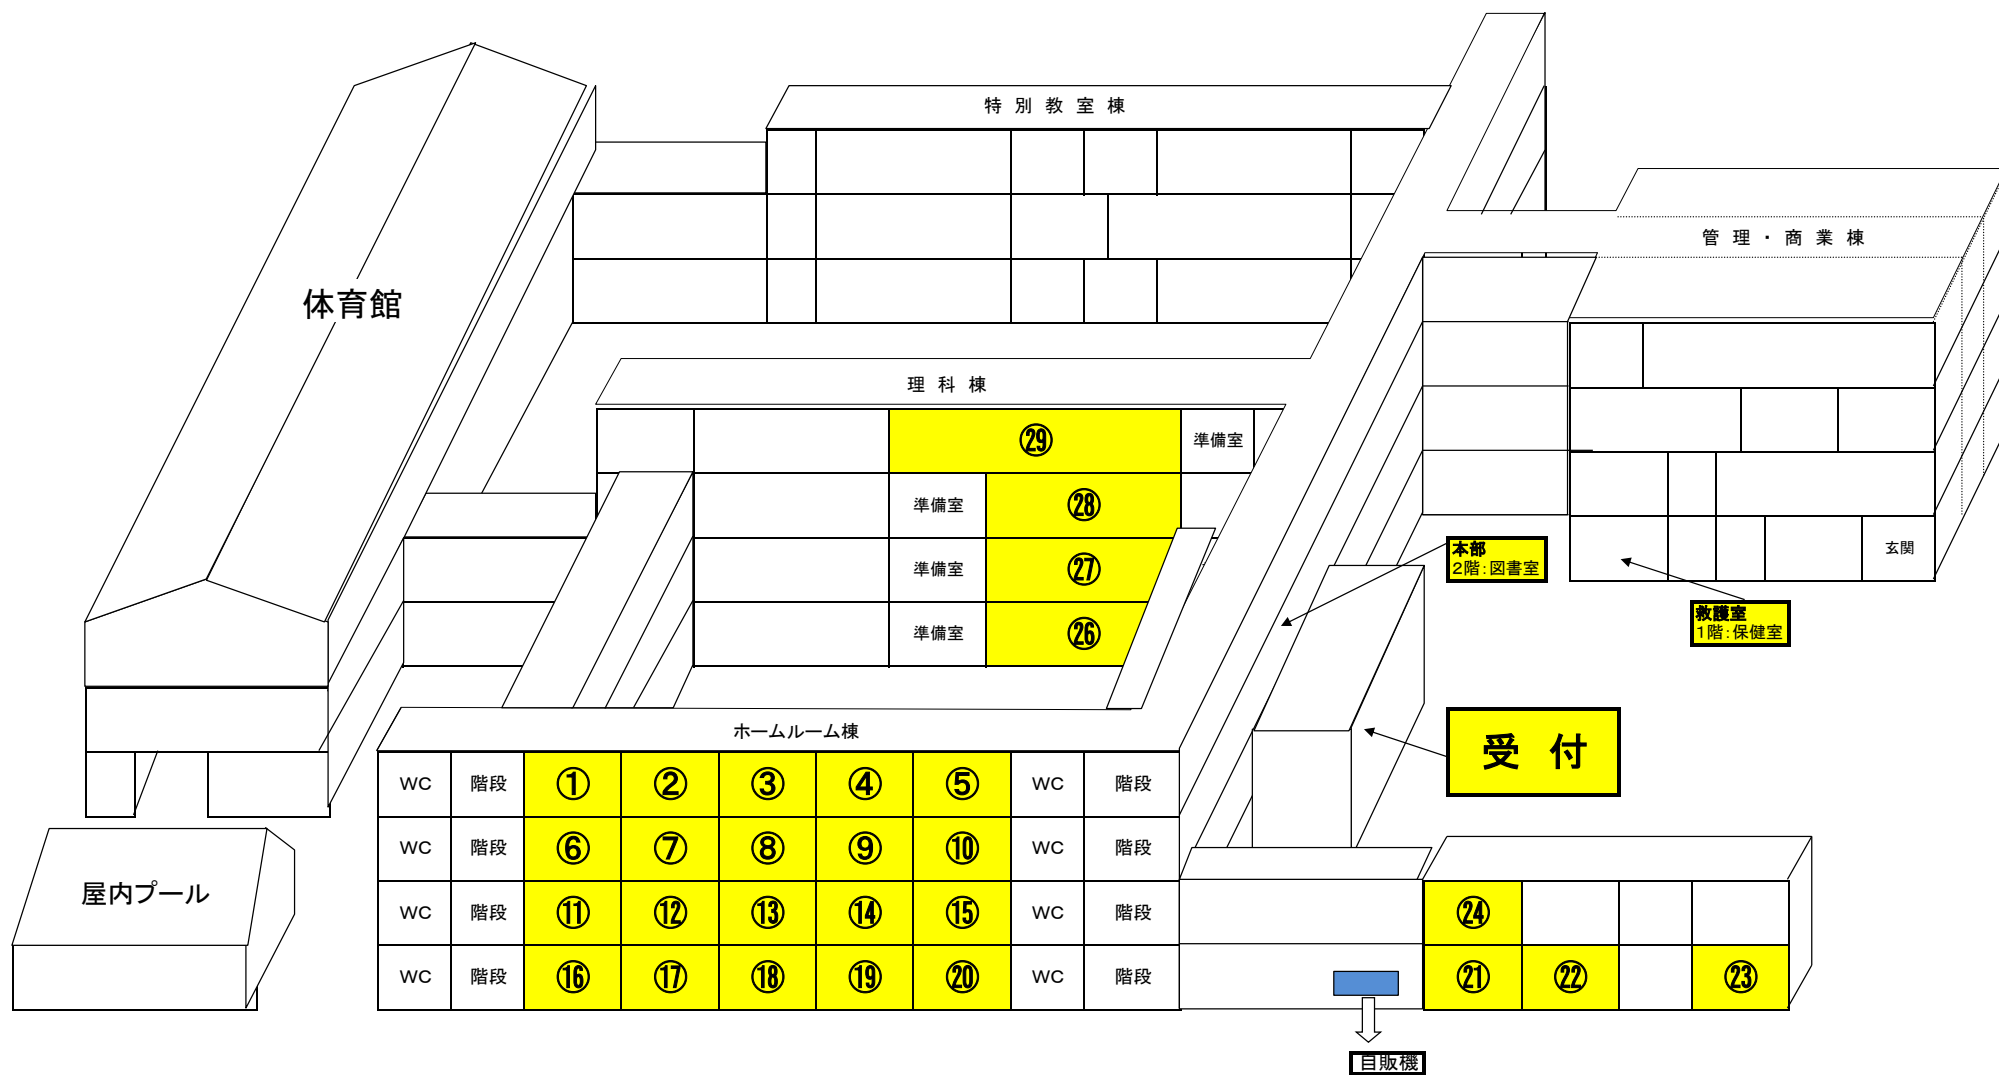 特 別 教 室 棟
管 理 ・ 商 業 棟
体育館
理 科 棟
㉙
準備室
準備室
㉘
準備室
㉗
準備室
㉖
本部
2階:図書室
玄関
救護室
1階:保健室
受 付
ホームルーム棟
WC 階段 ① ② ③ ④ ⑤ WC 階段
WC 階段 ⑥ ⑦ ⑧ ⑨ ⑩ WC 階段
屋内プール
WC 階段 ⑪ ⑫ ⑬ ⑭ ⑮ WC 階段
㉔
WC 階段 ⑯ ⑰ ⑱ ⑲ ⑳ WC 階段
㉑ ㉒ ㉓
自販機